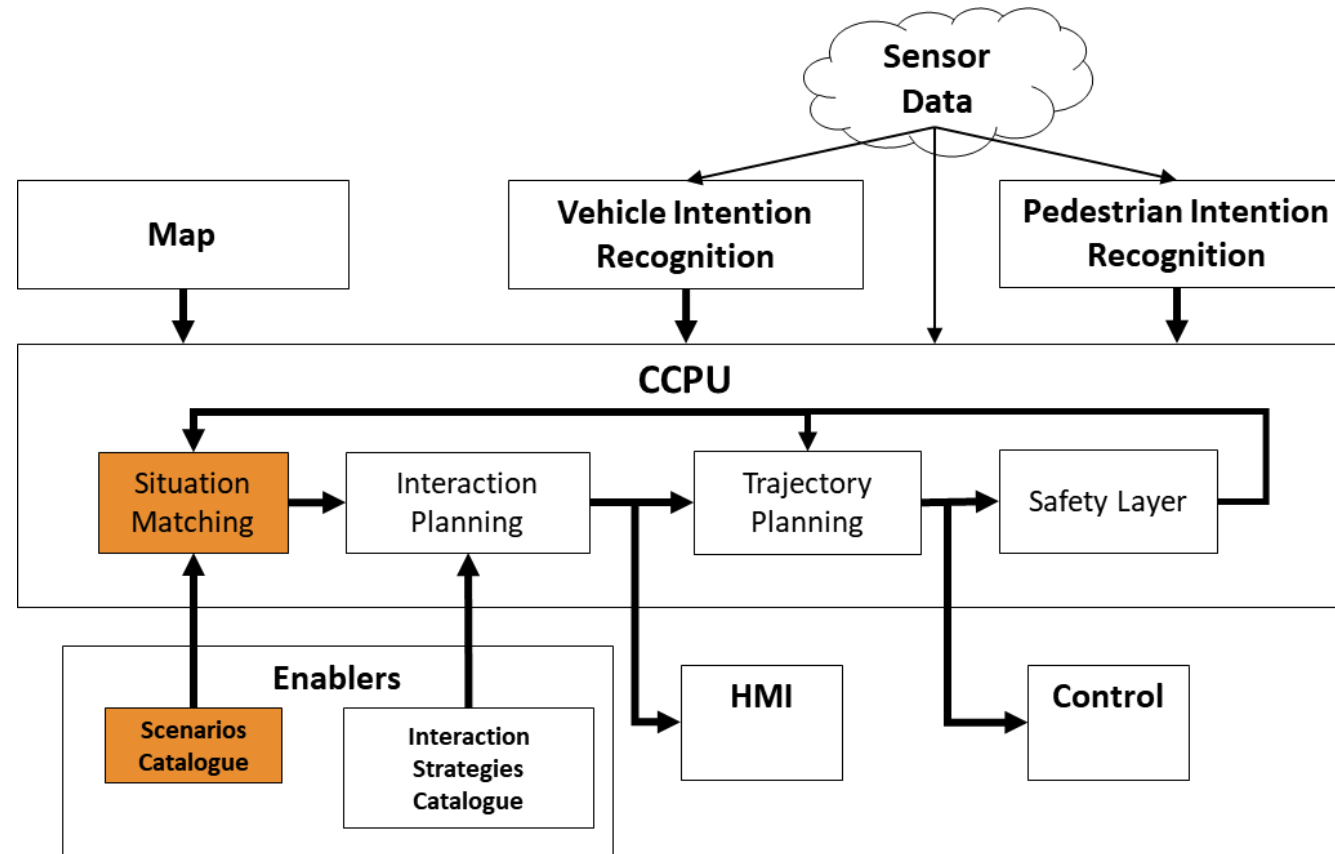 Sensor
Data
Map
Vehicle Intention
Recognition
Pedestrian Intention
Recognition
CCPU
Situation
Matching
Interaction
Planning
Trajectory
Planning
Safety Layer
Enablers
Scenarios
Catalogue
Interaction
Strategies
Catalogue
HMI
Control